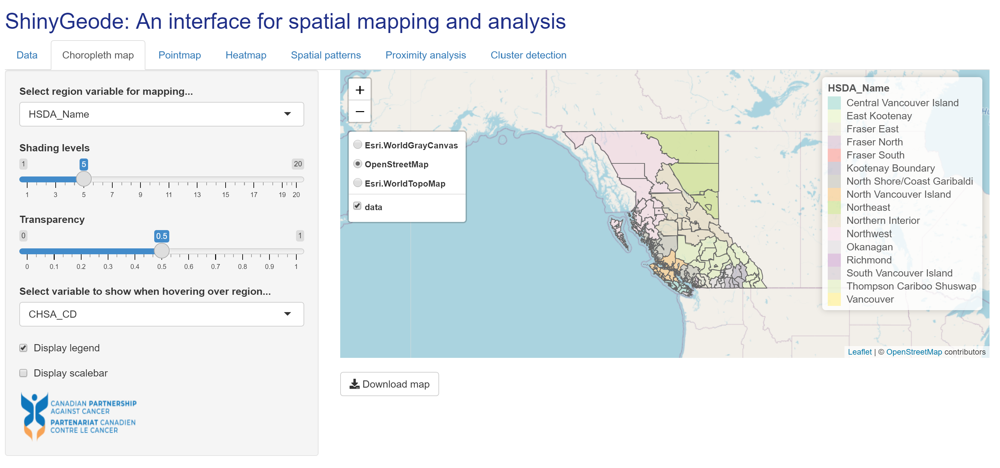 ShinyGeode: An interface for spatial mapping and analysis
Data Choropleth map Pointmap Heatmap Spatial patterns Proximity analysis Cluster detection
Select region variable for mapping...
HSDA_Name
Shading levels
1 5 20
1 3 5 7 9 11 13 15 17 19 20
Transparency
0 0.5 1
0 0.1 0.2 0.3 0.4 0.5 0.6 0.7 0.8 0.9 1
Select variable to show when hovering over region...
CHSA_CD
Display legend
Display scalebar
CANADIAN PARTNERSHIP
AGAINST CANCER
PARTENARIAT CANADIEN
CONTRE LE CANCER
+
−
Esri.WorldGrayCanvas
OpenStreetMap
Esri.WorldTopoMap
data
HSDA_Name
Central Vancouver Island
East Kootenay
Fraser East
Fraser North
Fraser South
Kootenay Boundary
North Shore/Coast Garibaldi
North Vancouver Island
Northeast
Northern Interior
Northwest
Okanagan
Richmond
South Vancouver Island
Thompson Cariboo Shuswap
Vancouver
Leaflet | © OpenStreetMap contributors
Download map